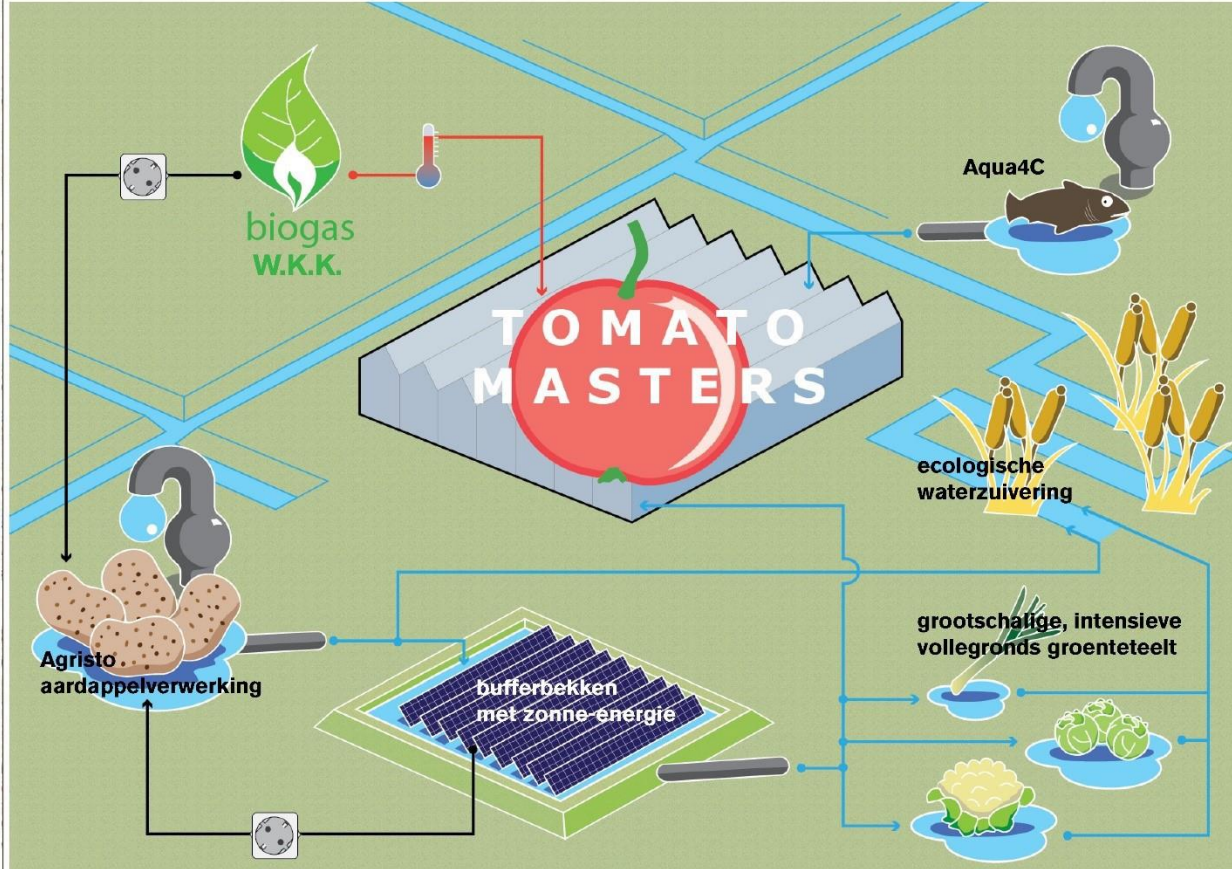 biogas
W.K.K.
Aqua4C
TOMATO
MASTERS
ecologische
waterzuivering
grootschalige, intensieve
vollegronds groenteteelt
Agristo
aardappelverwerking
bufferbekken
met zonne-energie